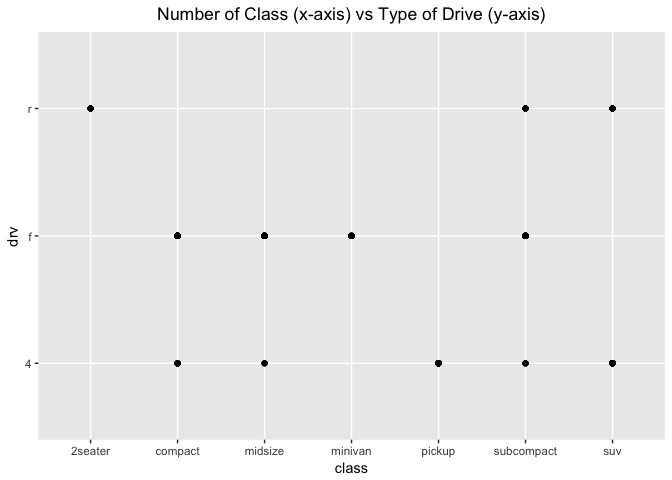 Number of Class (x-axis) vs Type of Drive (y-axis)
r
f
4
drv
2seater compact midsize minivan pickup subcompact suv
class